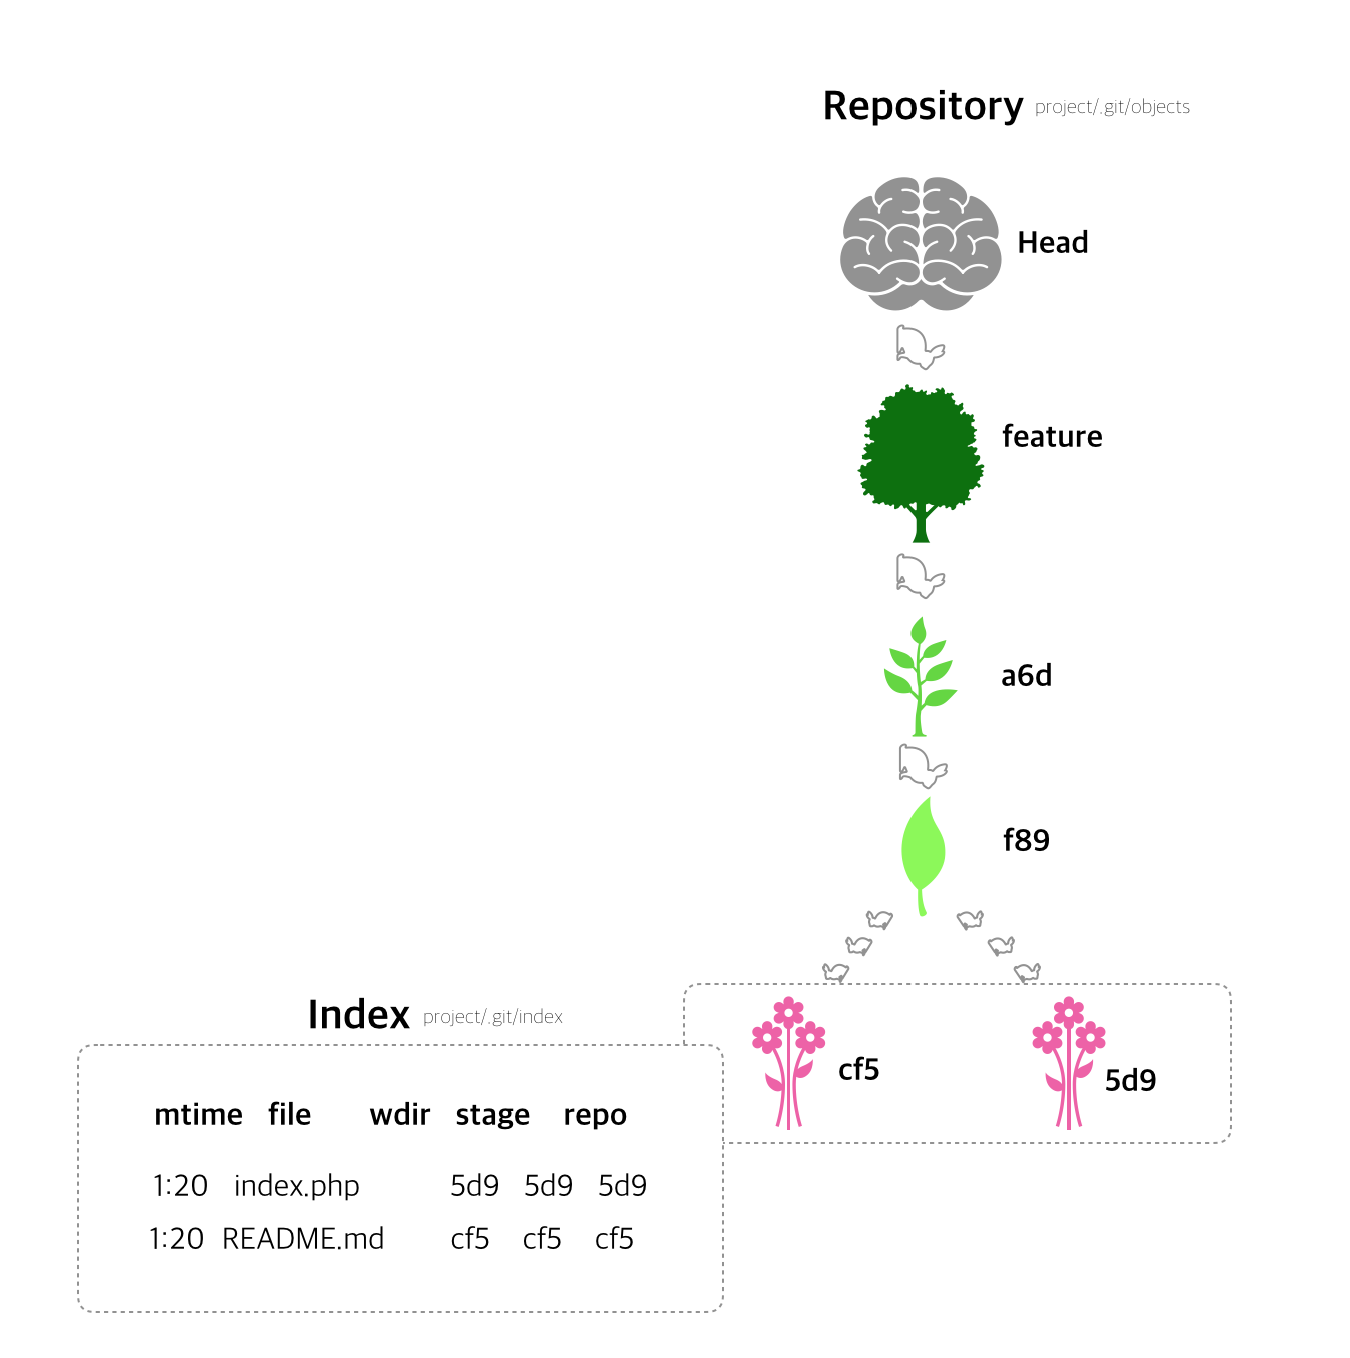 Repository project/.git/objects
Head
feature
a6d
f89
cf5
5d9
Index project/.git/index
mtime file wdir stage repo
1:20 index.php 5d9 5d9 5d9
1:20 README.md cf5 cf5 cf5